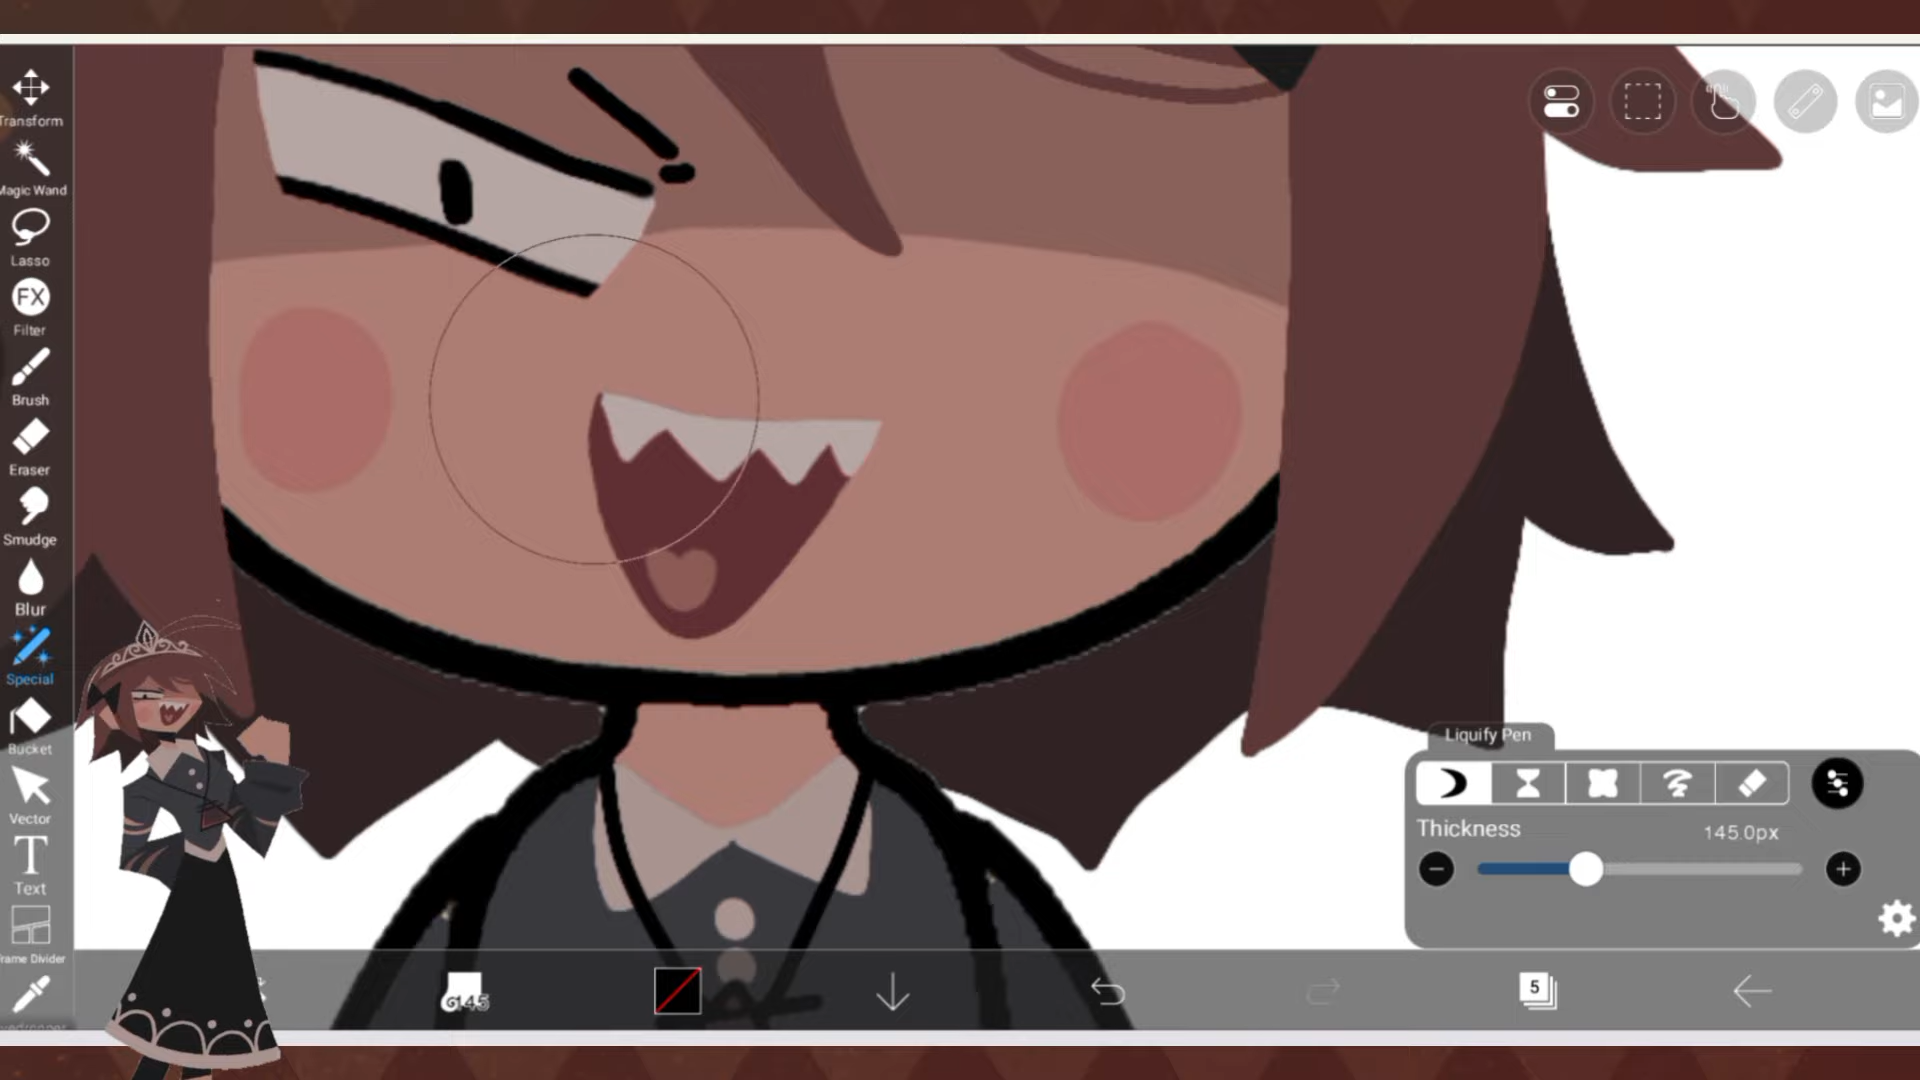 Transform
Magic Wand
Lasso
FX
Filter
Brush
Eraser
Smudge
Blur
Special
Bucket
Vector
T
Text
Frame Divider
Liquify Pen
Thickness
145.0px
145
5